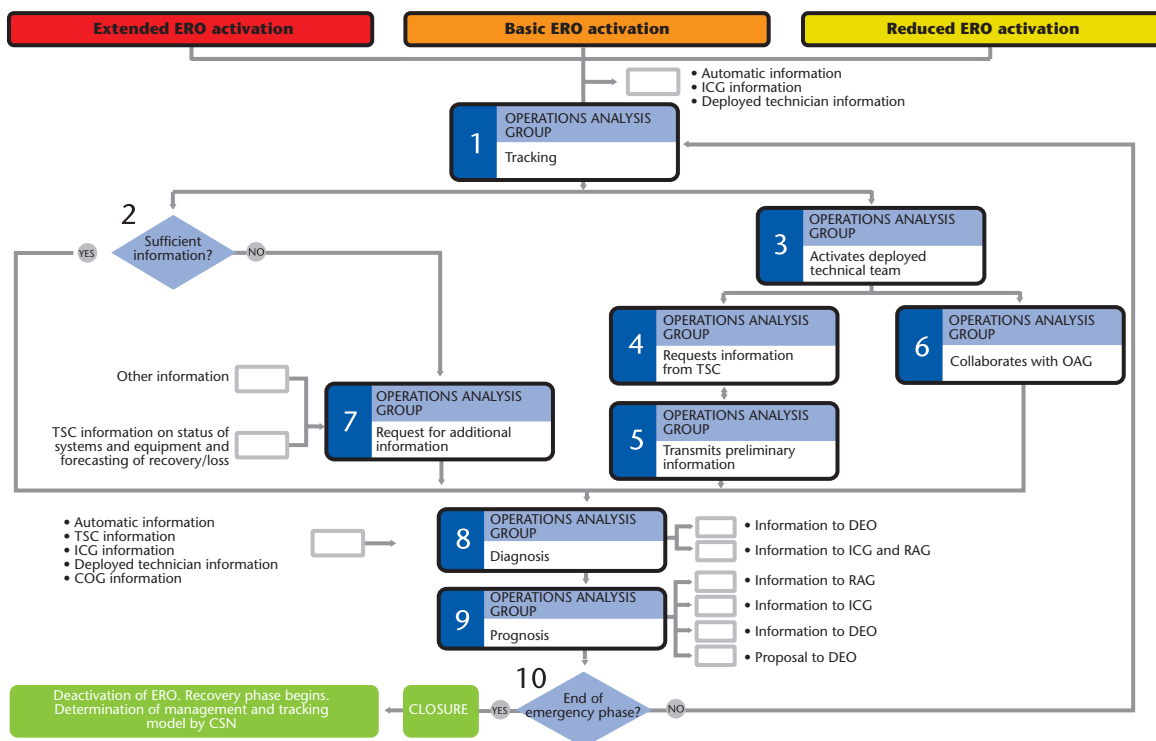 Extended ERO activation
Basic ERO activation
Reduced ERO activation
• Automatic information
• ICG information
• Deployed technician information
1
OPERATIONS ANALYSIS
GROUP
Tracking
2
Sufficient
information?
YES
NO
3
OPERATIONS ANALYSIS
GROUP
Activates deployed
technical team
4
OPERATIONS ANALYSIS
GROUP
Requests information
from TSC
6
OPERATIONS ANALYSIS
GROUP
Collaborates with OAG
Other information
TSC information on status of
systems and equipment and
forecasting of recovery/loss
7
OPERATIONS ANALYSIS
GROUP
Request for additional
information
5
OPERATIONS ANALYSIS
GROUP
Transmits preliminary
information
• Automatic information
• TSC information
• ICG information
• Deployed technician information
• COG information
8
OPERATIONS ANALYSIS
GROUP
Diagnosis
• Information to DEO
• Information to ICG and RAG
9
OPERATIONS ANALYSIS
GROUP
Prognosis
• Information to RAG
• Information to ICG
• Information to DEO
• Proposal to DEO
10
End of
emergency phase?
YES
NO
CLOSURE
Deactivation of ERO. Recovery phase begins.
Determination of management and tracking
model by CSN